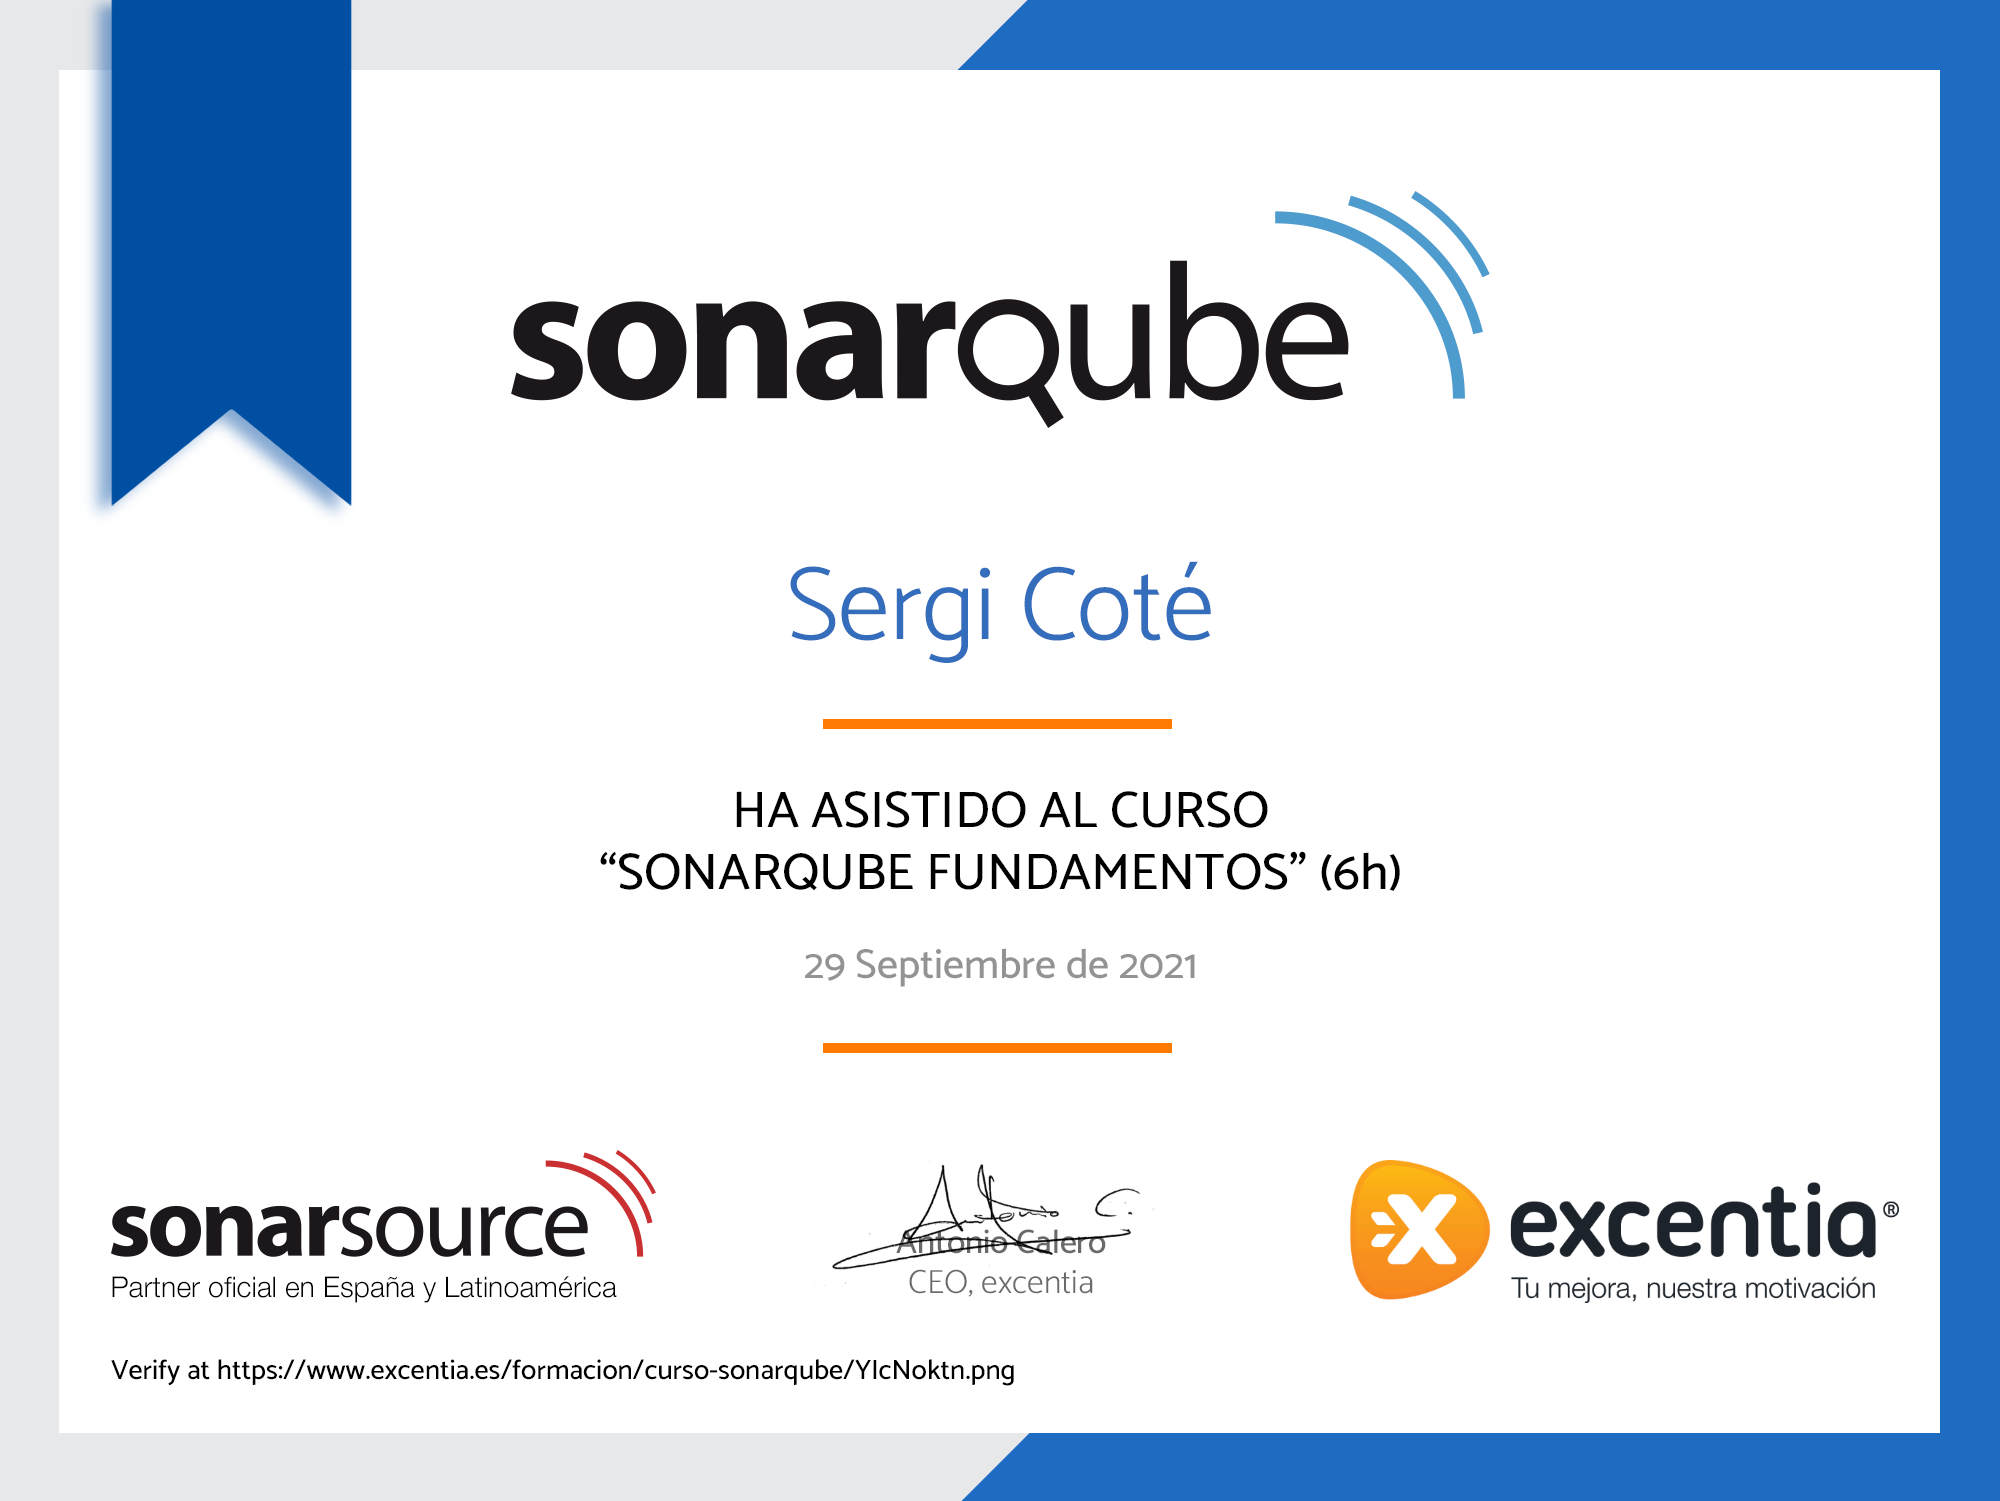 sonarqube
Sergi Coté
HA ASISTIDO AL CURSO
“SONARQUBE FUNDAMENTOS” (6h)
29 Septiembre de 2021
sonarsource
Partner oficial en España y Latinoamérica
Antonio C.
Antonio Calero
CEO, excentia
excentia®
Tu mejora, nuestra motivación
Verify at https://www.excentia.es/formacion/curso-sonarqube/YIcNoktn.png